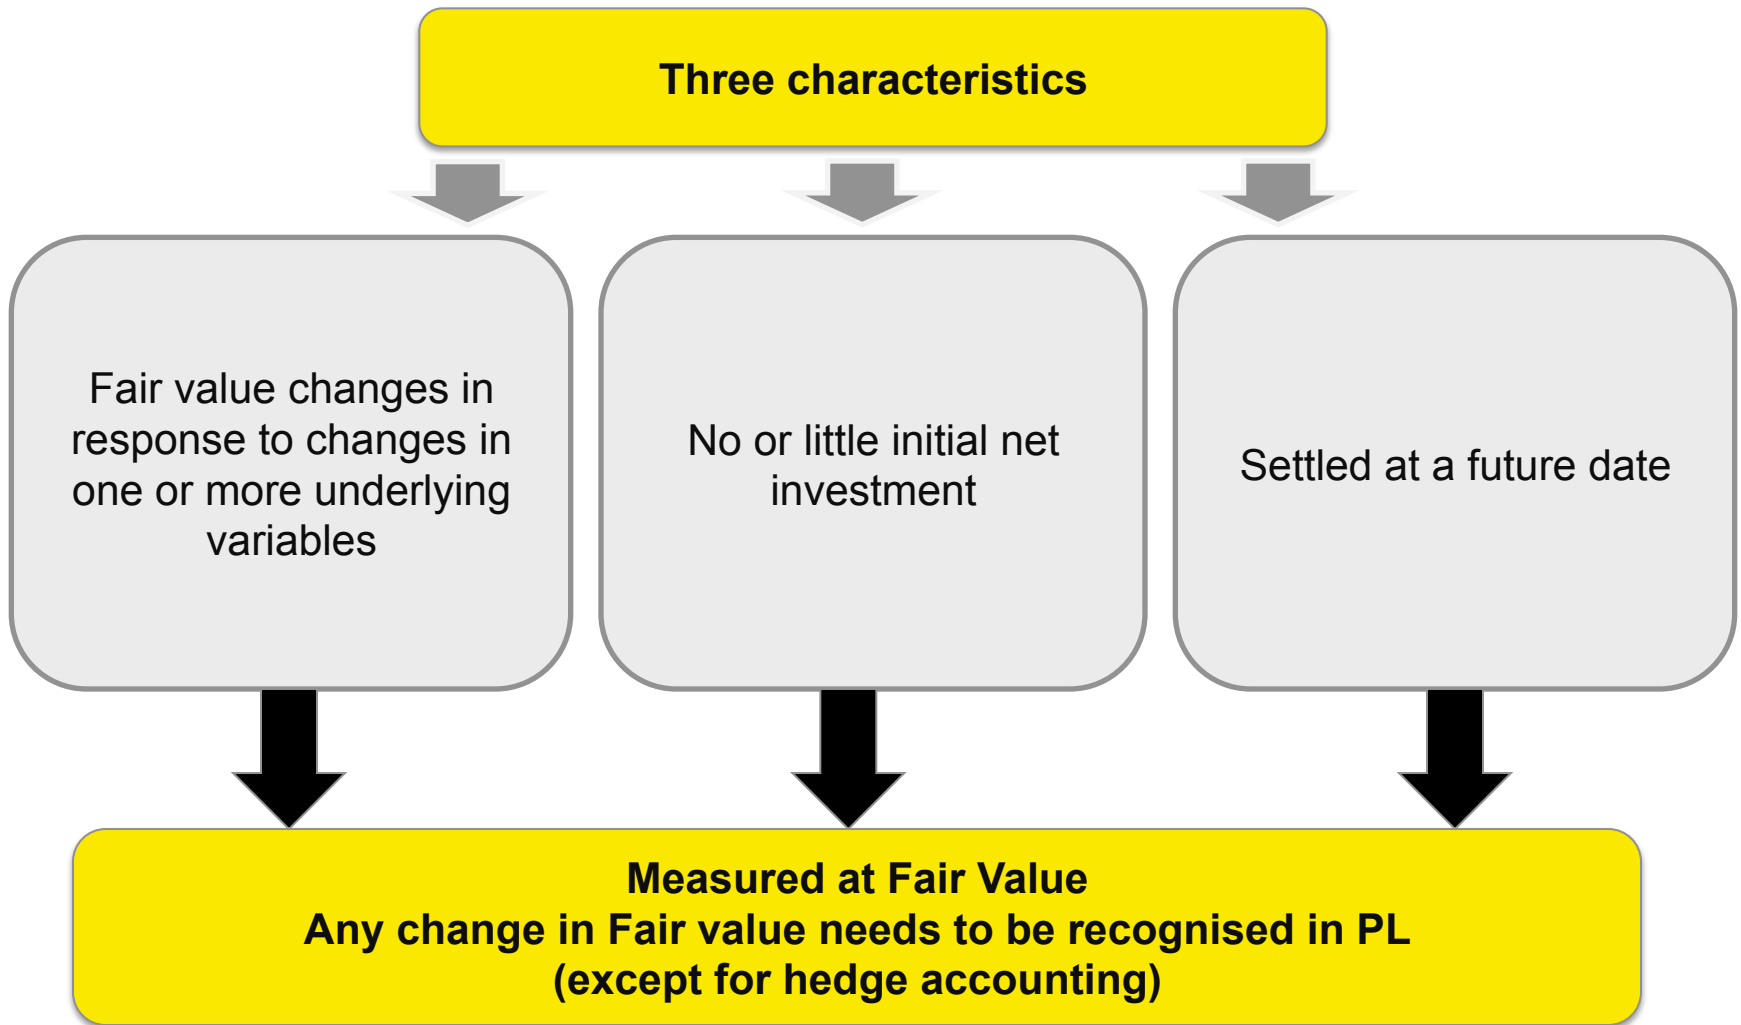 Three characteristics
Fair value changes in
response to changes in
one or more underlying
variables
No or little initial net
investment
Settled at a future date
Measured at Fair Value
Any change in Fair value needs to be recognised in PL
(except for hedge accounting)